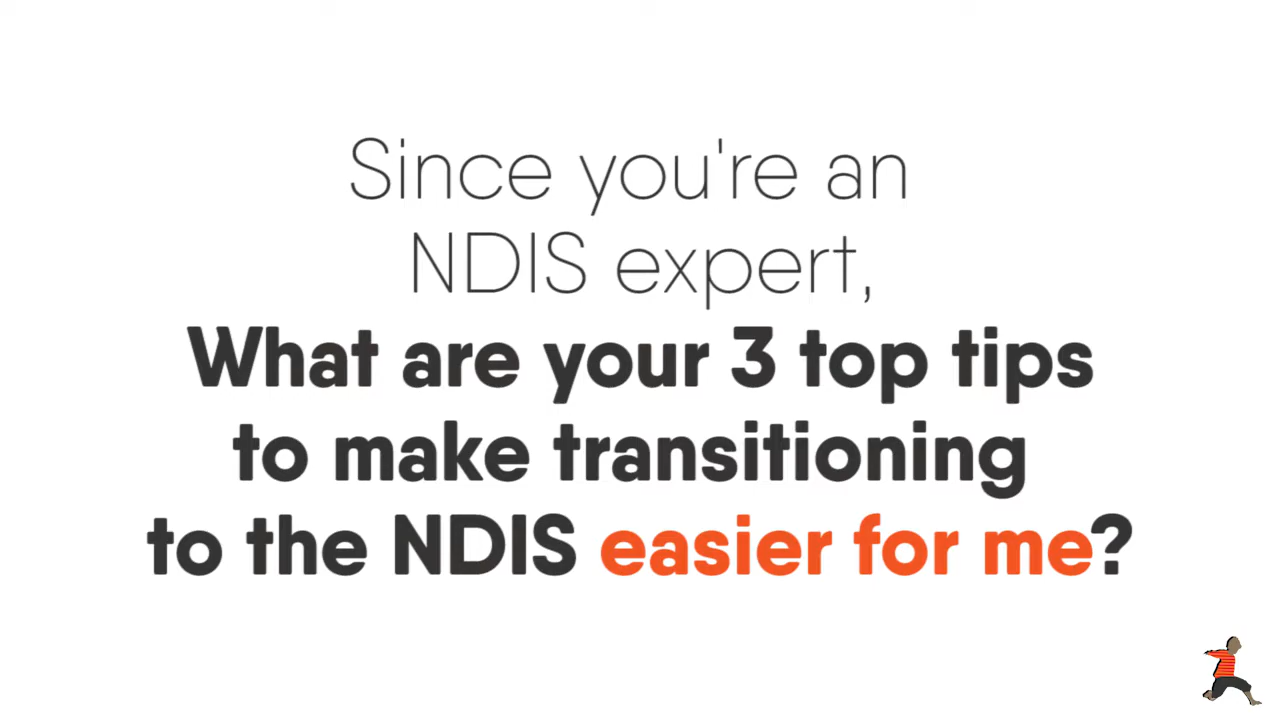 Since you're an
NDIS expert,
What are your 3 top tips
to make transitioning
to the NDIS easier for me?